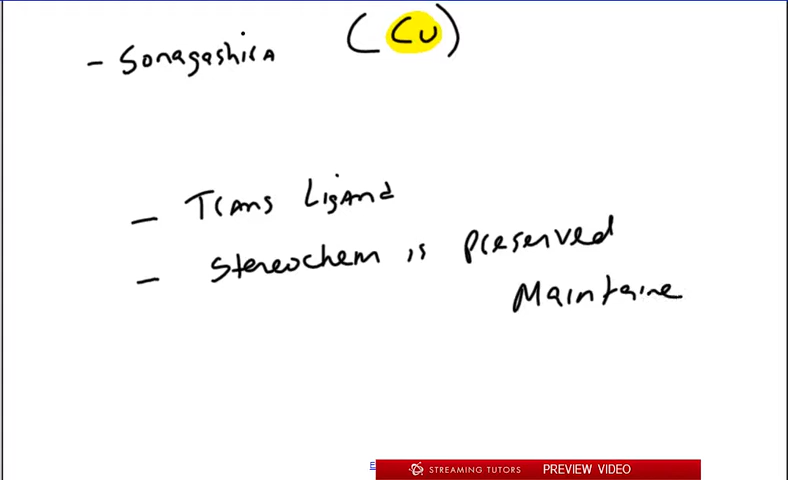 - Sonagashira (Cu)
- Trans Ligand
- Stereochem is Preserved
Maintaine
E
STREAMING TUTORS PREVIEW VIDEO